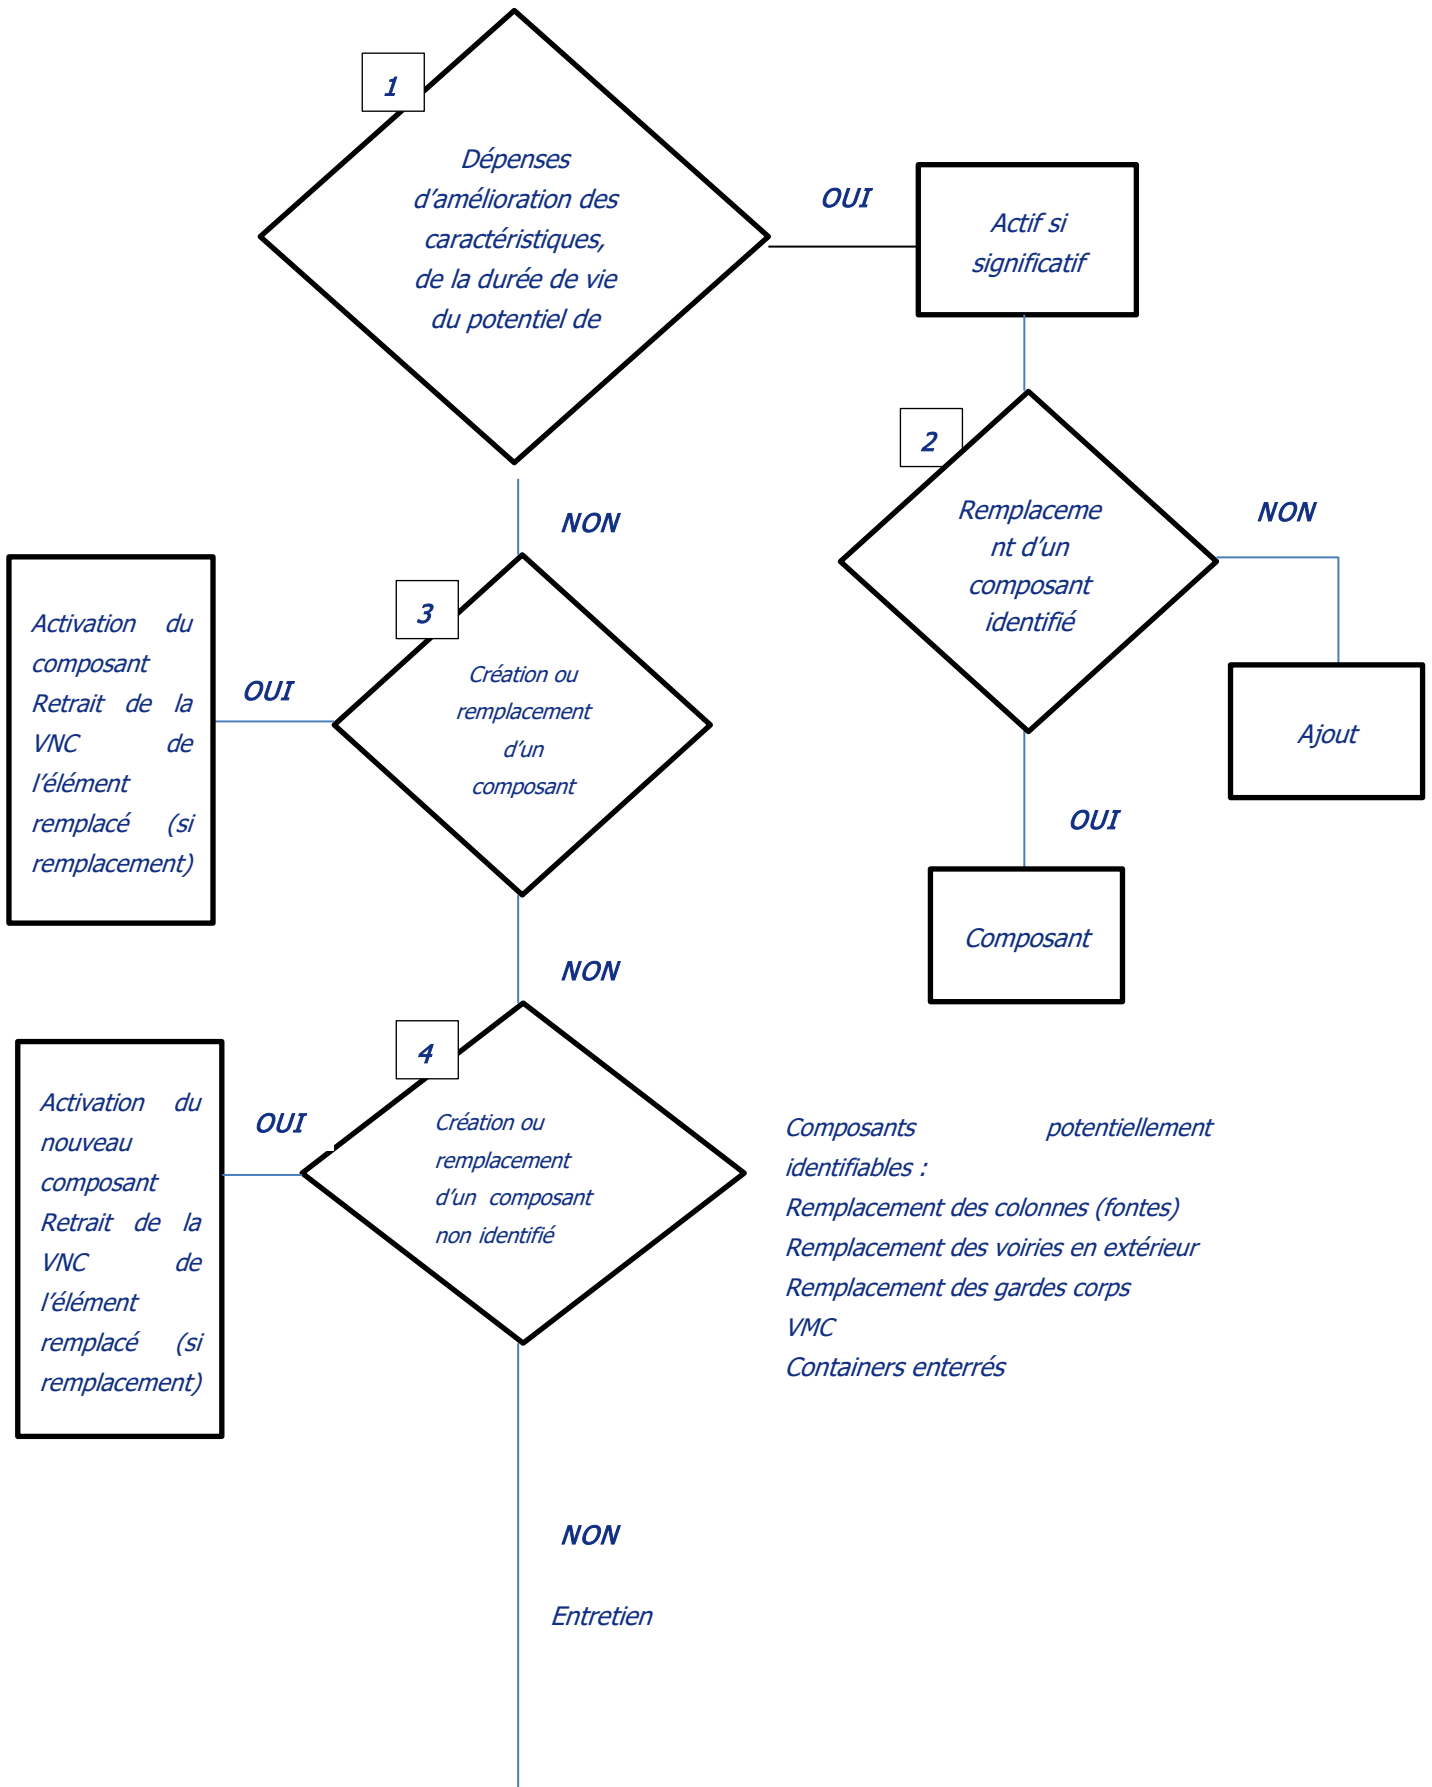 1
Dépenses
d'amélioration des
caractéristiques,
de la durée de vie
du potentiel de
OUI
Actif si
significatif
2
Remplaceme
nt d'un
composant
identifié
NON
Ajout
OUI
Composant
NON
3
Création ou
remplacement
d'un
composant
OUI
Activation du
composant
Retrait de la
VNC de
l'élément
remplacé (si
remplacement)
NON
4
Création ou
remplacement
d'un composant
non identifié
OUI
Activation du
nouveau
composant
Retrait de la
VNC de
l'élément
remplacé (si
remplacement)
Composants potentiellement
identifiables :
Remplacement des colonnes (fontes)
Remplacement des voiries en extérieur
Remplacement des gardes corps
VMC
Containers enterrés
NON
Entretien